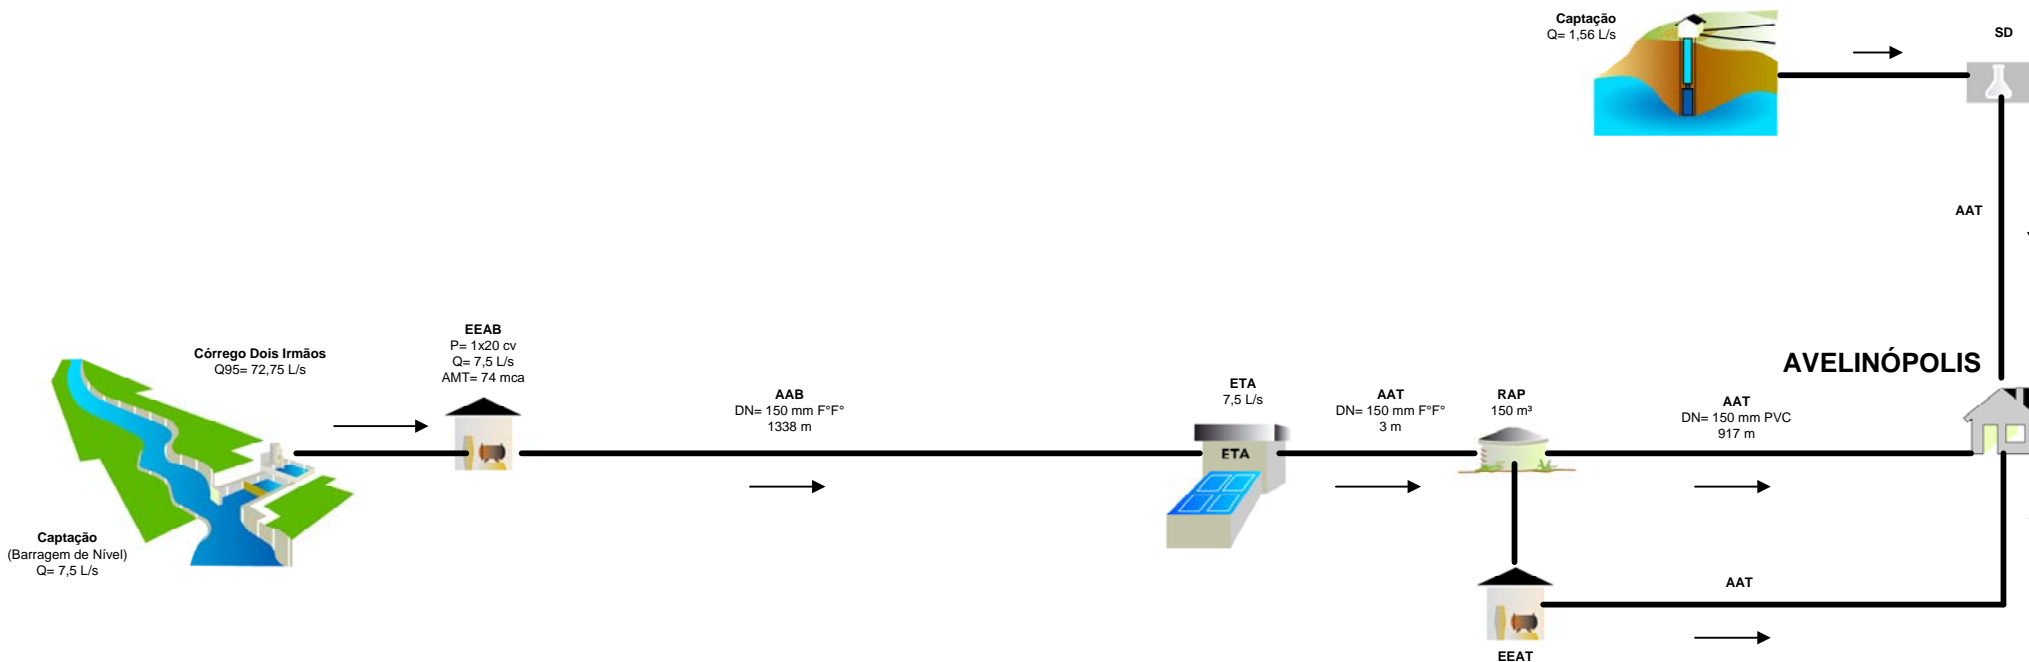 Captação
Q= 1,56 L/s
SD
AAT
Córrego Dois Irmãos
Q95= 72,75 L/s
EEAB
P= 1x20 cv
Q= 7,5 L/s
AMT= 74 mca
AAB
DN= 150 mm F°F°
1338 m
ETA
7,5 L/s
ETA
AAT
DN= 150 mm F°F°
3 m
RAP
150 m³
AVELINÓPOLIS
AAT
DN= 150 mm PVC
917 m
Captação
(Barragem de Nível)
Q= 7,5 L/s
AAT
EEAT